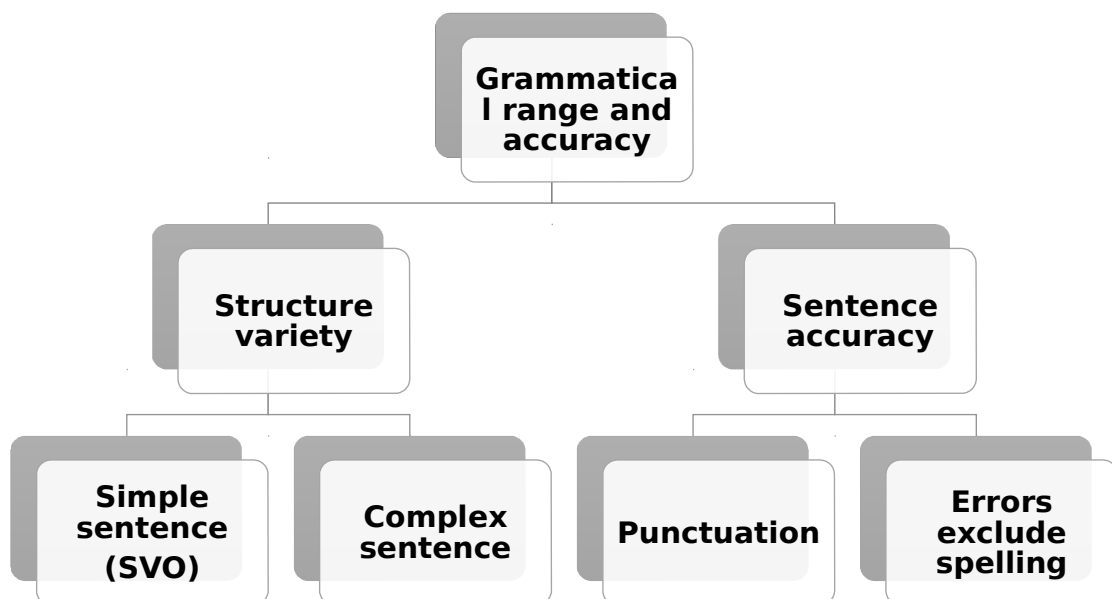 Grammatica
l range and
accuracy
Structure
variety
Sentence
accuracy
Simple
sentence
(SVO)
Complex
sentence
Punctuation
Errors
exclude
spelling